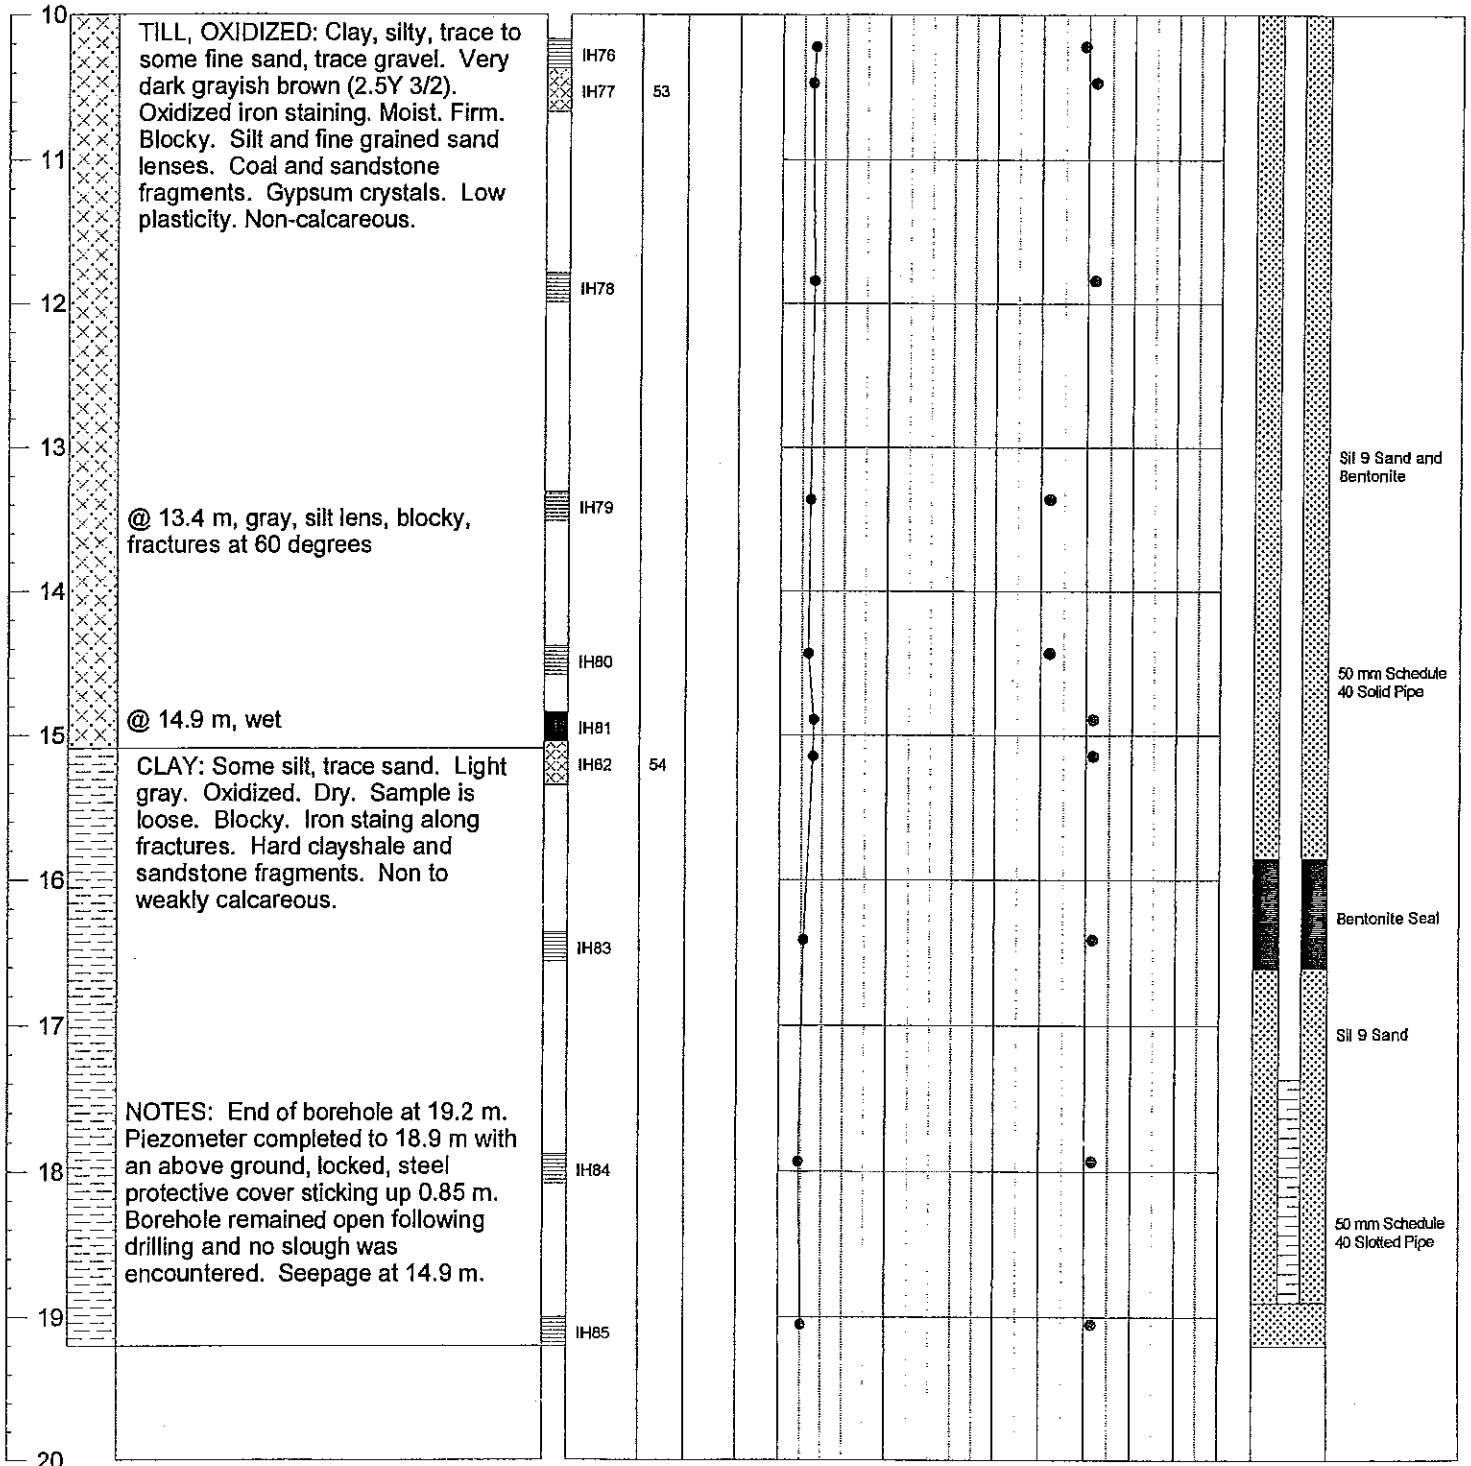 10
TILL, OXIDIZED: Clay, silty, trace to
some fine sand, trace gravel. Very
dark grayish brown (2.5Y 3/2).
Oxidized iron staining. Moist. Firm.
Blocky. Silt and fine grained sand
lenses. Coal and sandstone
fragments. Gypsum crystals. Low
plasticity. Non-calcareous.
IH76
IH77 53
11
IH78
12
13
Sil 9 Sand and
Bentonite
IH79
@ 13.4 m, gray, silt lens, blocky,
fractures at 60 degrees
14
IH80
50 mm Schedule
40 Solid Pipe
@ 14.9 m, wet
IH81
15
CLAY: Some silt, trace sand. Light
gray. Oxidized. Dry. Sample is
loose. Blocky. Iron staing along
fractures. Hard clayshale and
sandstone fragments. Non to
weakly calcareous.
IH82 54
16
Bentonite Seal
IH83
17
Sil 9 Sand
NOTES: End of borehole at 19.2 m.
Piezometer completed to 18.9 m with
an above ground, locked, steel
protective cover sticking up 0.85 m.
Borehole remained open following
drilling and no slough was
encountered. Seepage at 14.9 m.
IH84
18
50 mm Schedule
40 Slotted Pipe
19
IH85
20